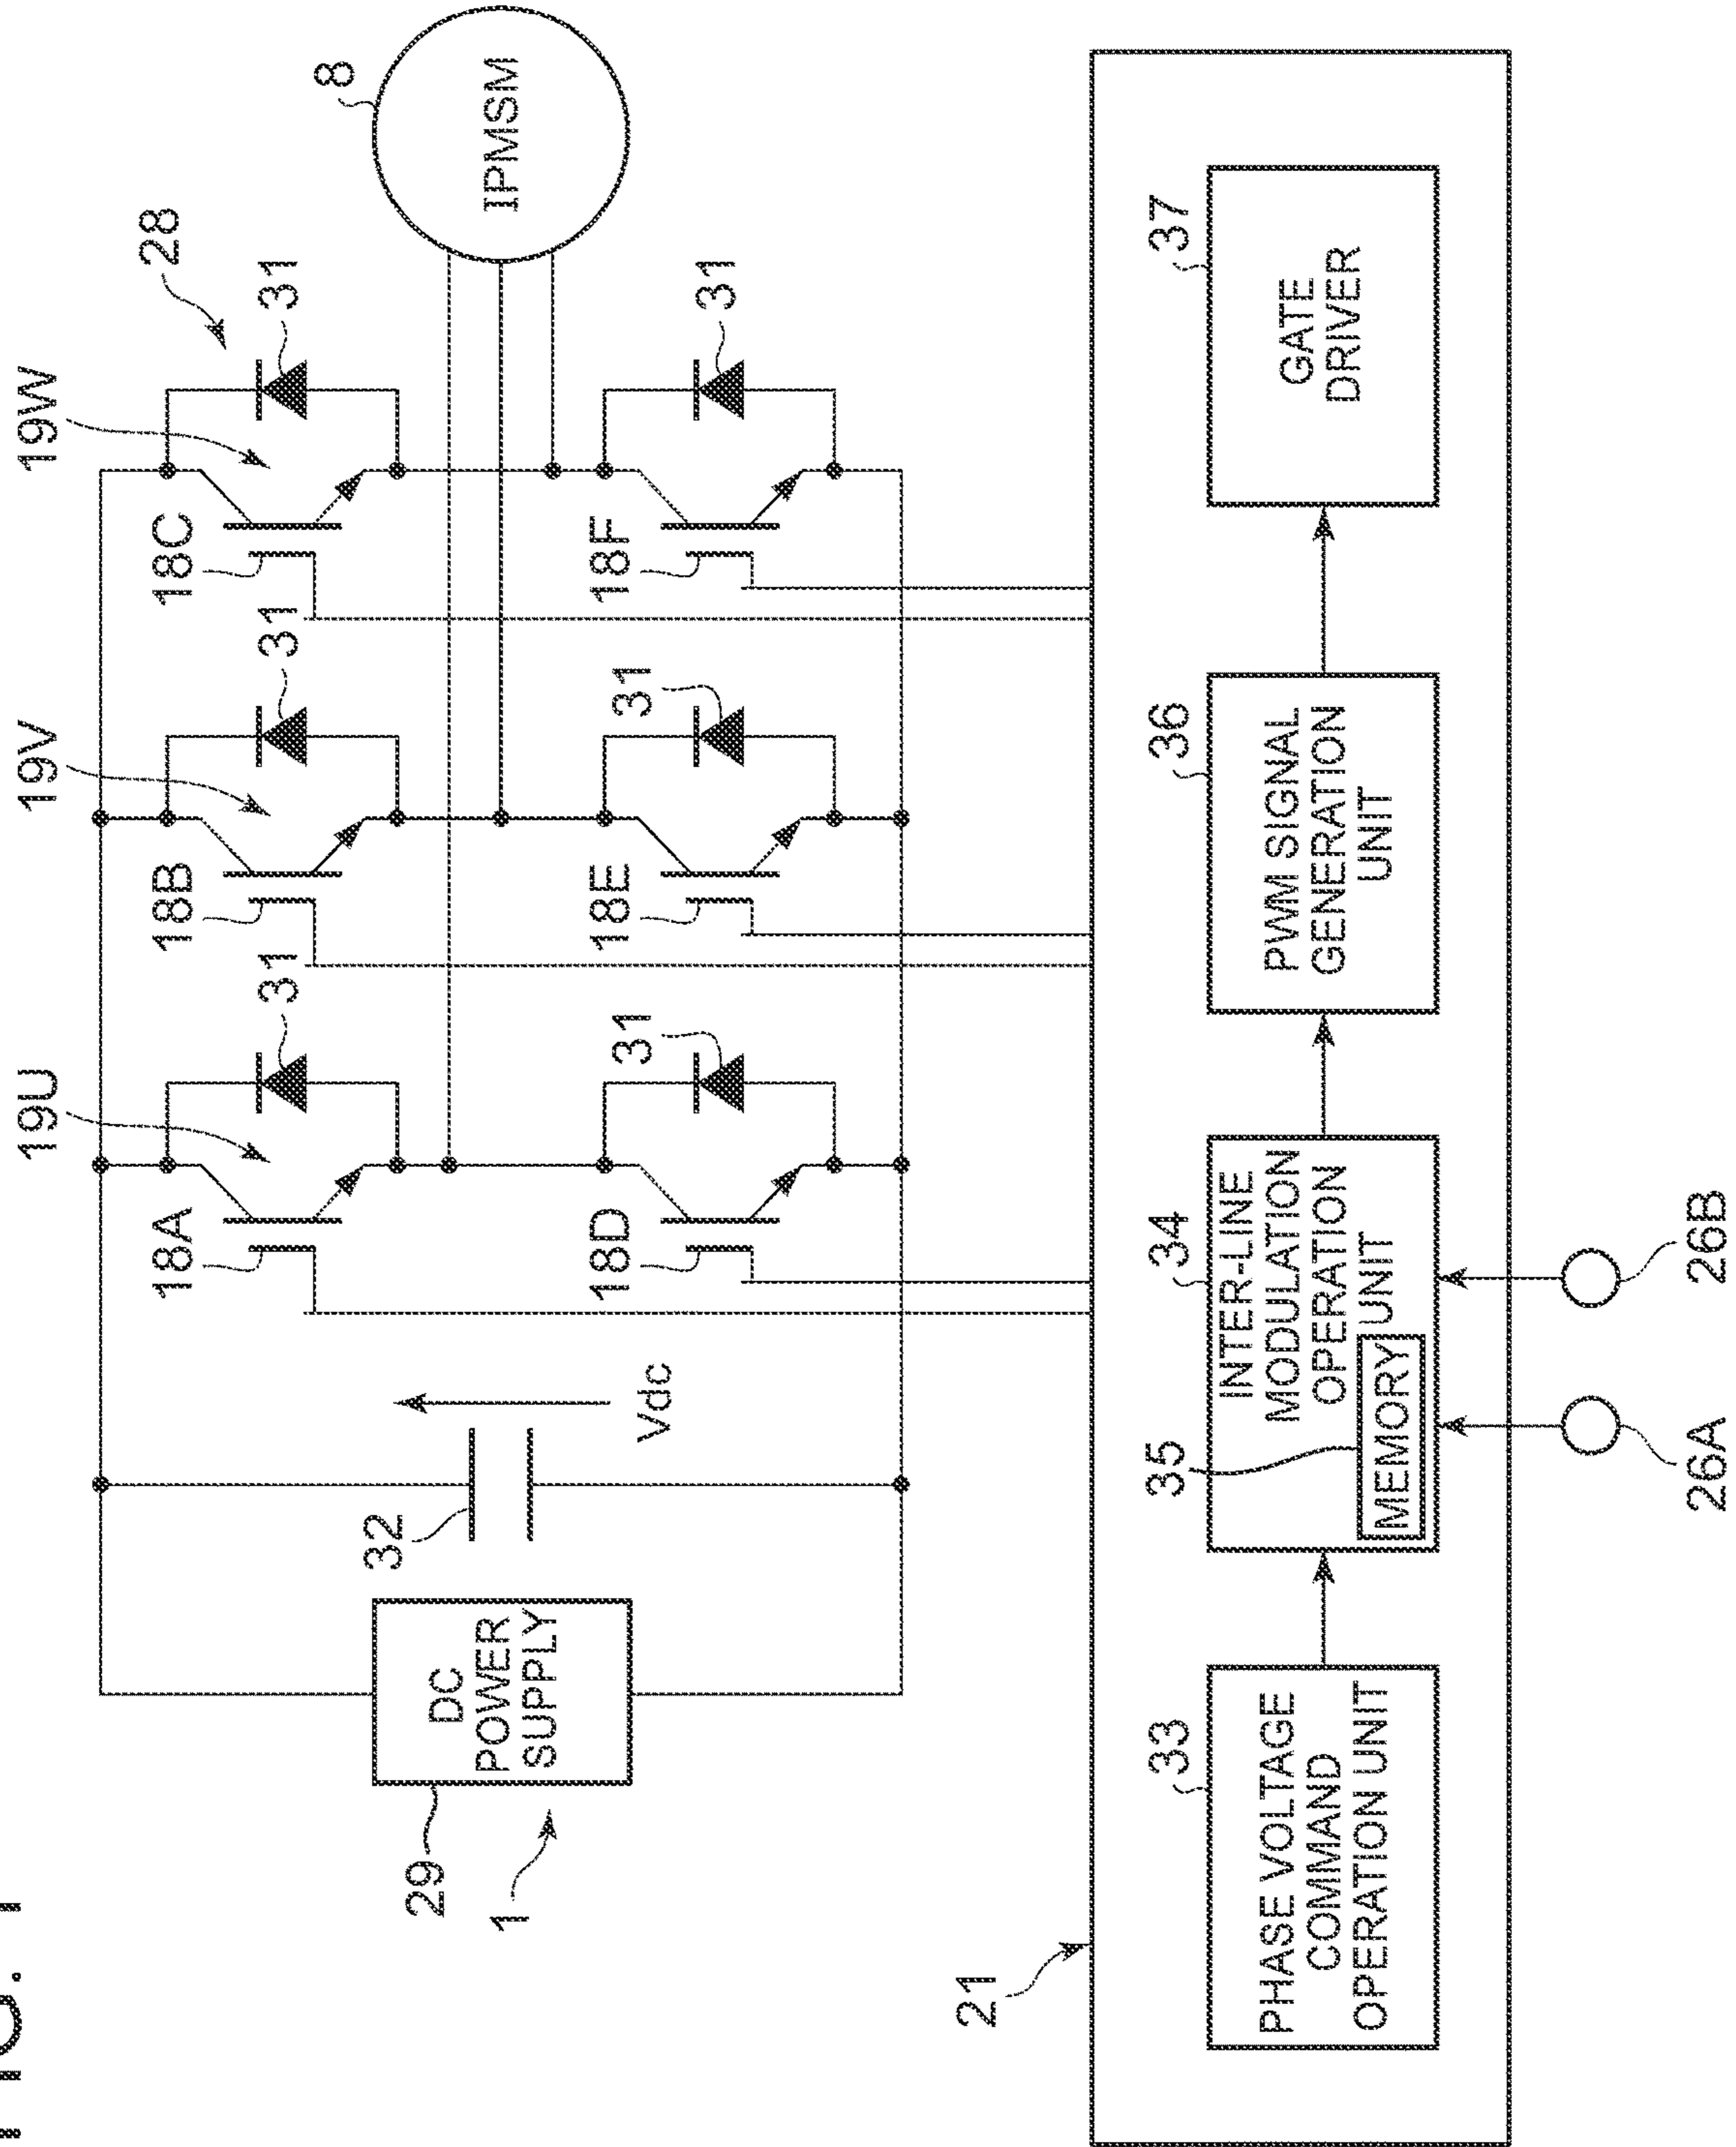 FIG. 1
19U
19V
19W
28
18A
31
18B
31
18C
31
8
IPMSM
32
29
DC
POWER
SUPPLY
1
Vdc
18D
31
18E
31
18F
31
21
33
PHASE VOLTAGE
COMMAND
OPERATION UNIT
35
34
INTER-LINE
MODULATION
OPERATION
UNIT
MEMORY
36
PWM SIGNAL
GENERATION
UNIT
37
GATE
DRIVER
26A
26B